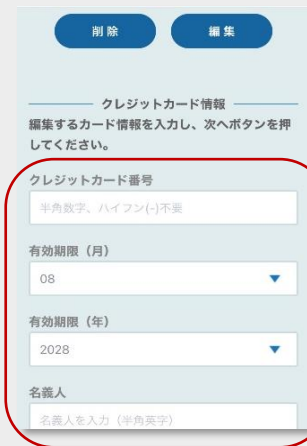 削除 編集
クレジットカード情報
編集するカード情報を入力し、次へボタンを押
してください。
クレジットカード番号
半角数字、ハイフン(-)不要
有効期限（月）
08
有効期限（年）
2028
名義人
名義人を入力（半角英字）